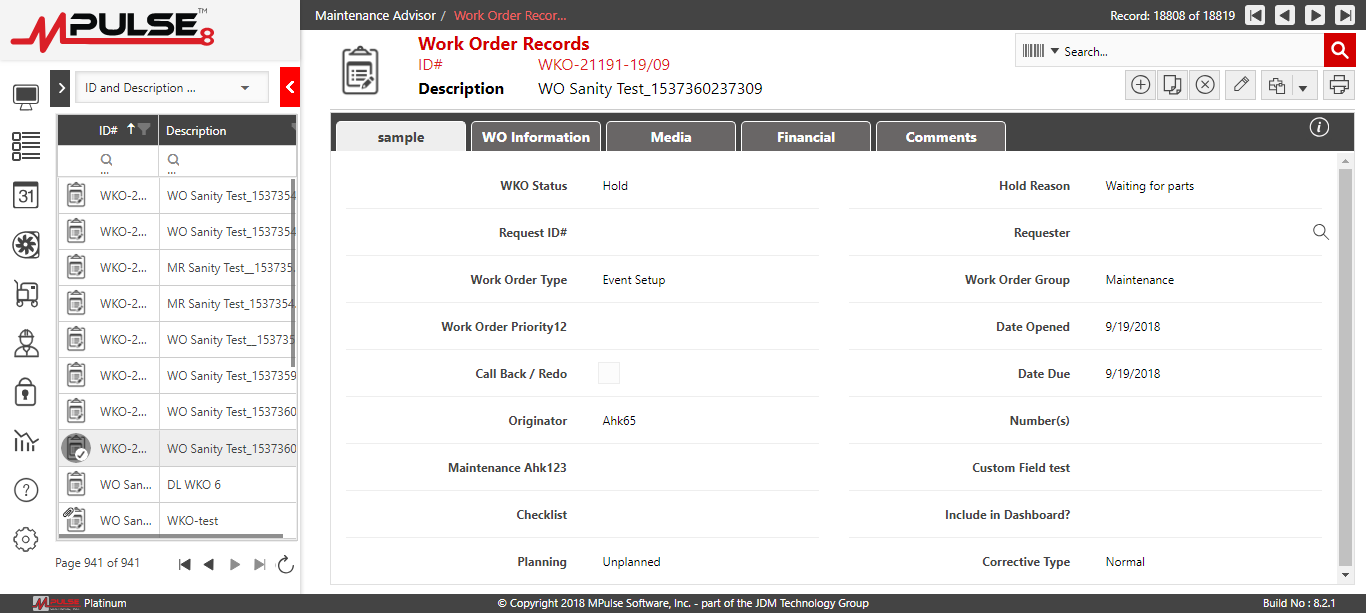 MPULSE 8 ™
Maintenance Advisor / Work Order Recor...
Record: 18808 of 18819
Work Order Records
ID# WKO-21191-19/09
Description WO Sanity Test_1537360237309
Search...
ID and Description ...
ID# Description
...
...
WKO-2... WO Sanity Test_1537354
WKO-2... WO Sanity Test_1537354
WKO-2... MR Sanity Test__153735
WKO-2... MR Sanity Test_1537354
WKO-2... WO Sanity Test__153735
WKO-2... WO Sanity Test_1537359
WKO-2... WO Sanity Test_1537360
WKO-2... WO Sanity Test_1537360
WO San... DL WKO 6
WO San... WKO-test
Page 941 of 941
31
?
sample WO Information Media Financial Comments
i
WKO Status Hold Hold Reason Waiting for parts
Request ID# Requester
Work Order Type Event Setup Work Order Group Maintenance
Work Order Priority12 Date Opened 9/19/2018
Call Back / Redo Date Due 9/19/2018
Originator Ahk65 Number(s)
Maintenance Ahk123 Custom Field test
Checklist Include in Dashboard?
Planning Unplanned Corrective Type Normal
MPULSE Platinum
© Copyright 2018 MPulse Software, Inc. - part of the JDM Technology Group
Build No : 8.2.1